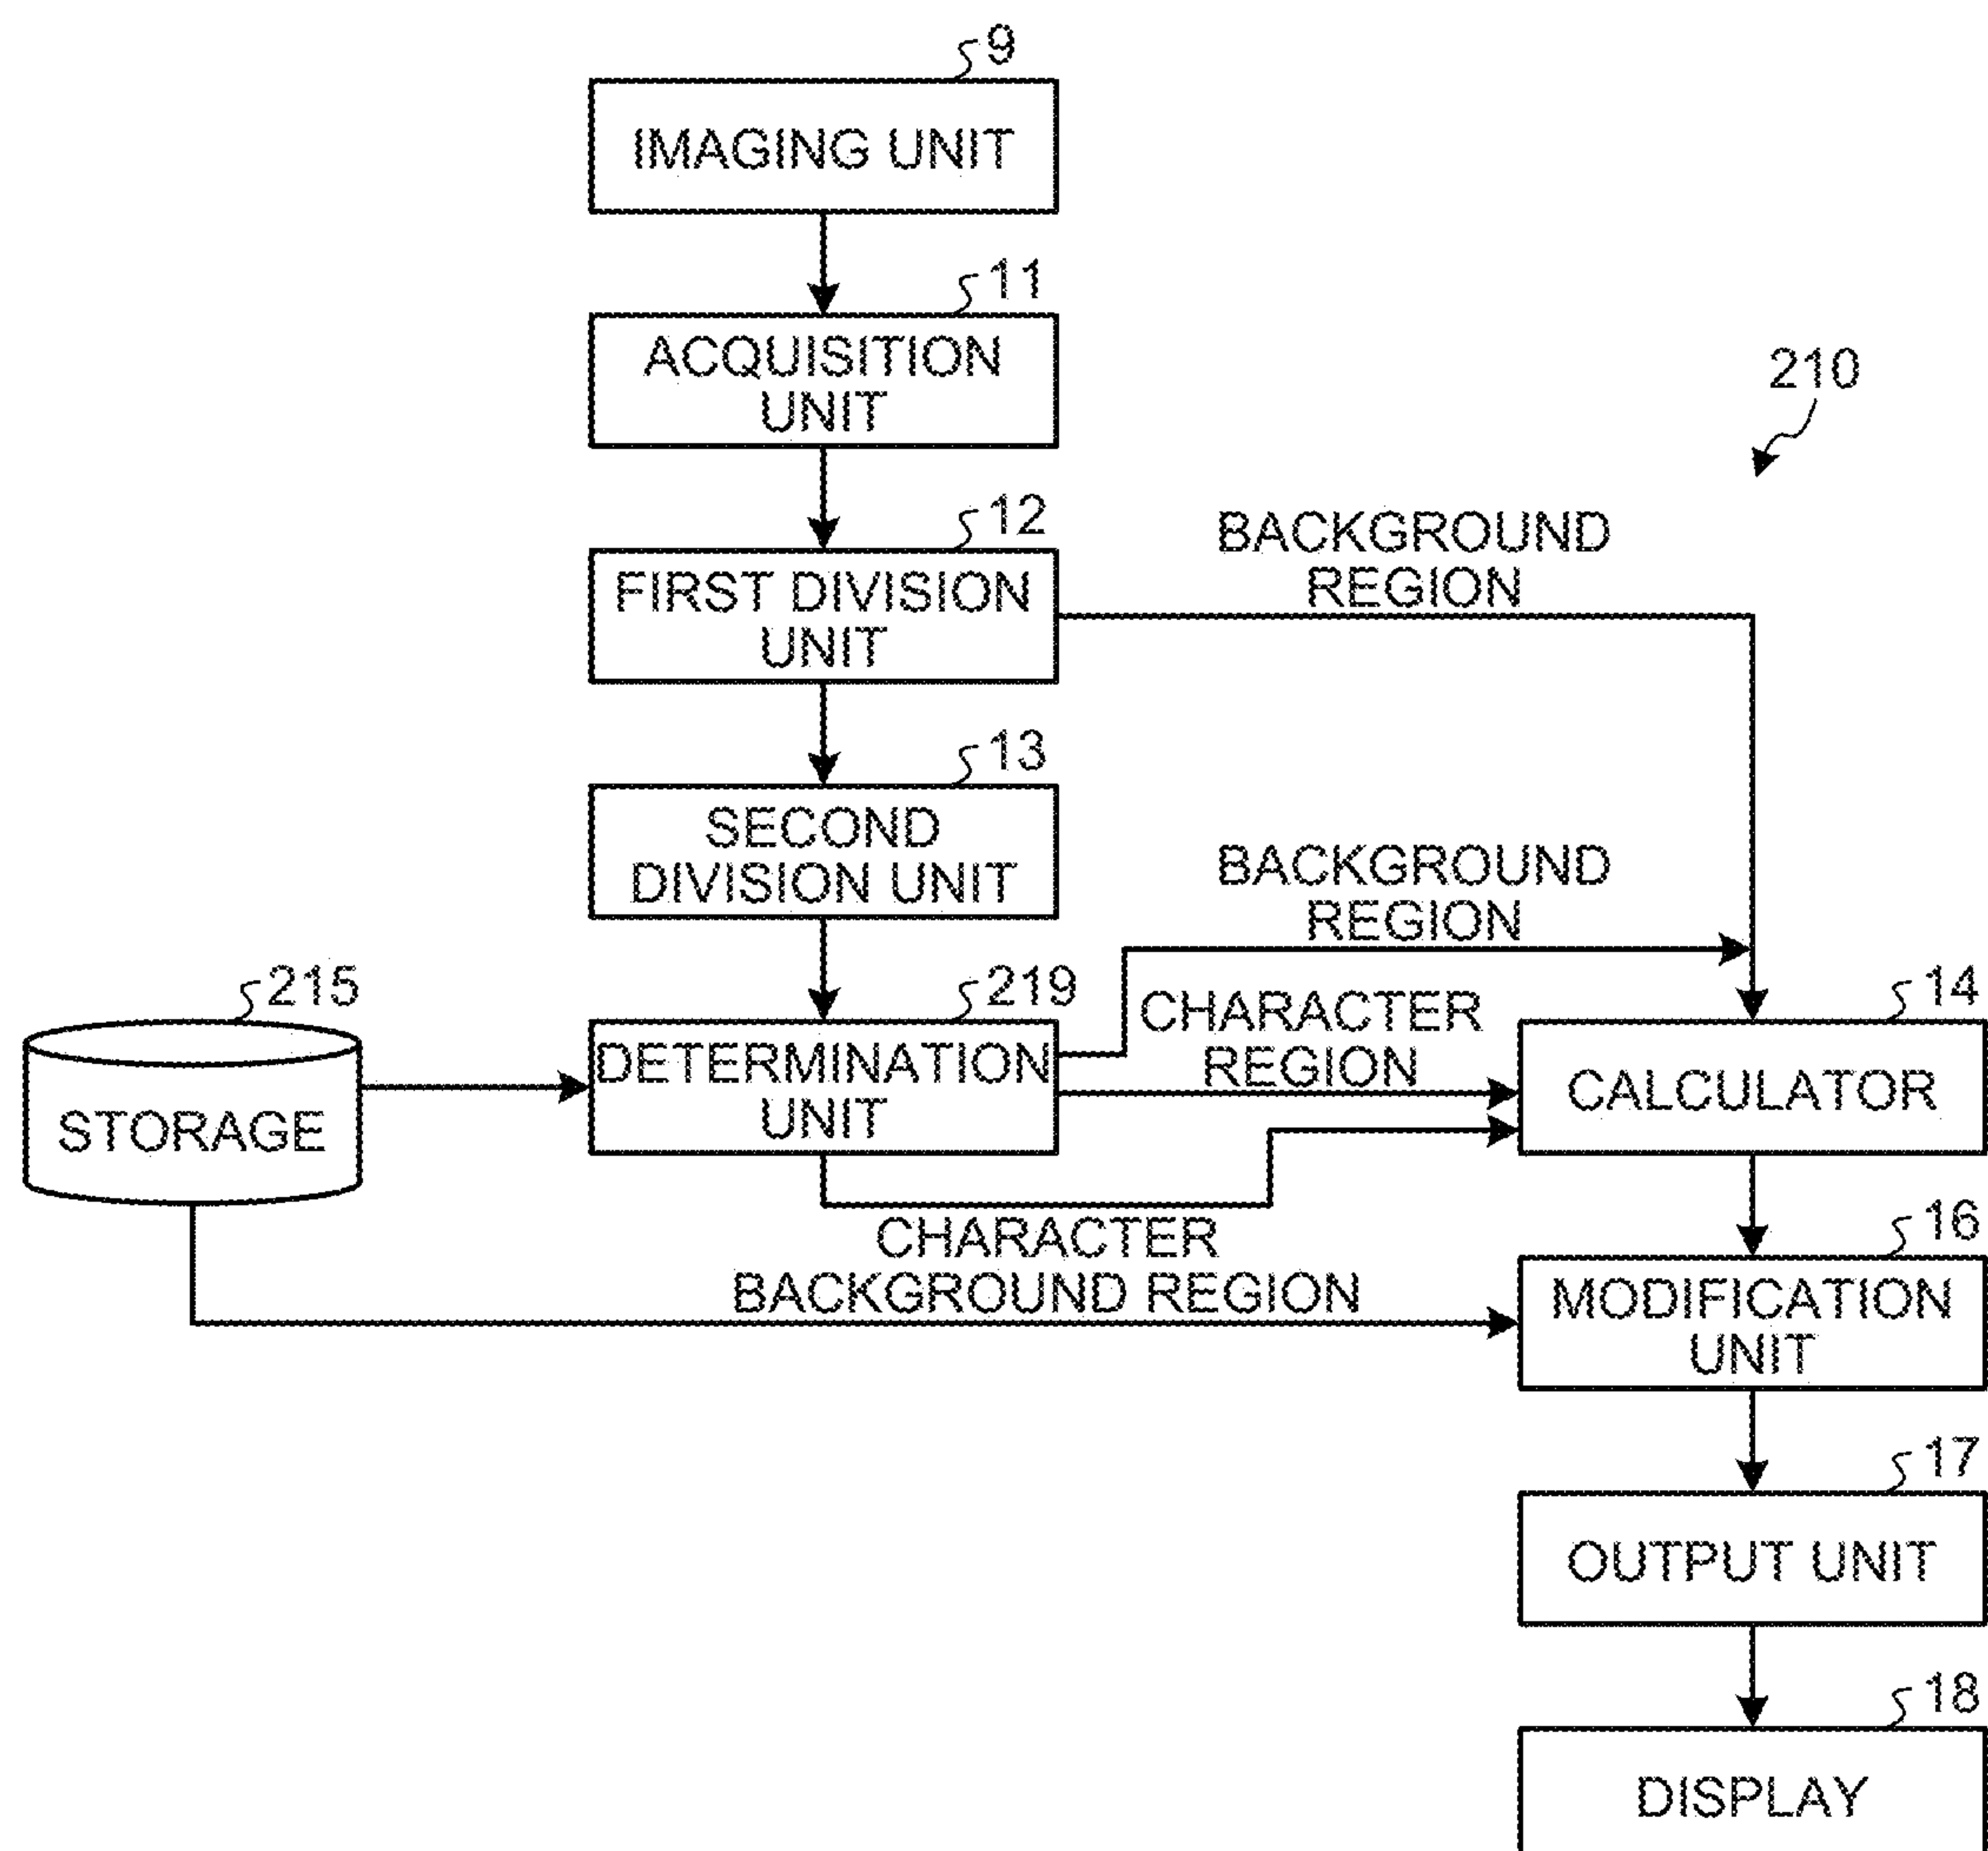 9
IMAGING UNIT
11
ACQUISITION
UNIT
210
12
FIRST DIVISION
UNIT
BACKGROUND
REGION
13
SECOND
DIVISION UNIT
BACKGROUND
REGION
215
STORAGE
219
DETERMINATION
UNIT
CHARACTER
REGION
14
CALCULATOR
CHARACTER
BACKGROUND REGION
16
MODIFICATION
UNIT
17
OUTPUT UNIT
18
DISPLAY